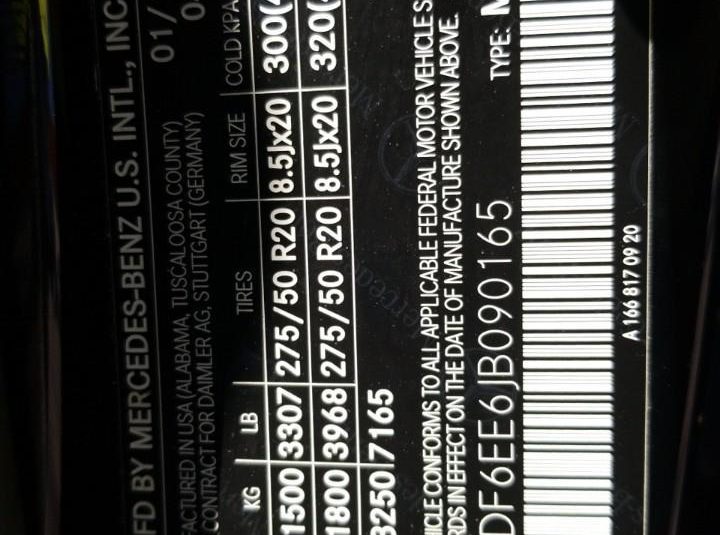 FD BY MERCEDES-BENZ U.S. INTL., INC
01/
FACTURED IN USA (ALABAMA, TUSCALOOSA COUNTY)
CONTRACT FOR DAIMLER AG, STUTTGART (GERMANY)
KG LB TIRES RIM SIZE COLD KPA
1500 3307 275/50 R20 8.5Jx20 300(
1800 3968 275/50 R20 8.5Jx20 320(
3250 7165
HICLE CONFORMS TO ALL APPLICABLE FEDERAL MOTOR VEHICLE S
RDS IN EFFECT ON THE DATE OF MANUFACTURE SHOWN ABOVE.
DF6EE6JB090165 TYPE: M
A 166 817 09 20